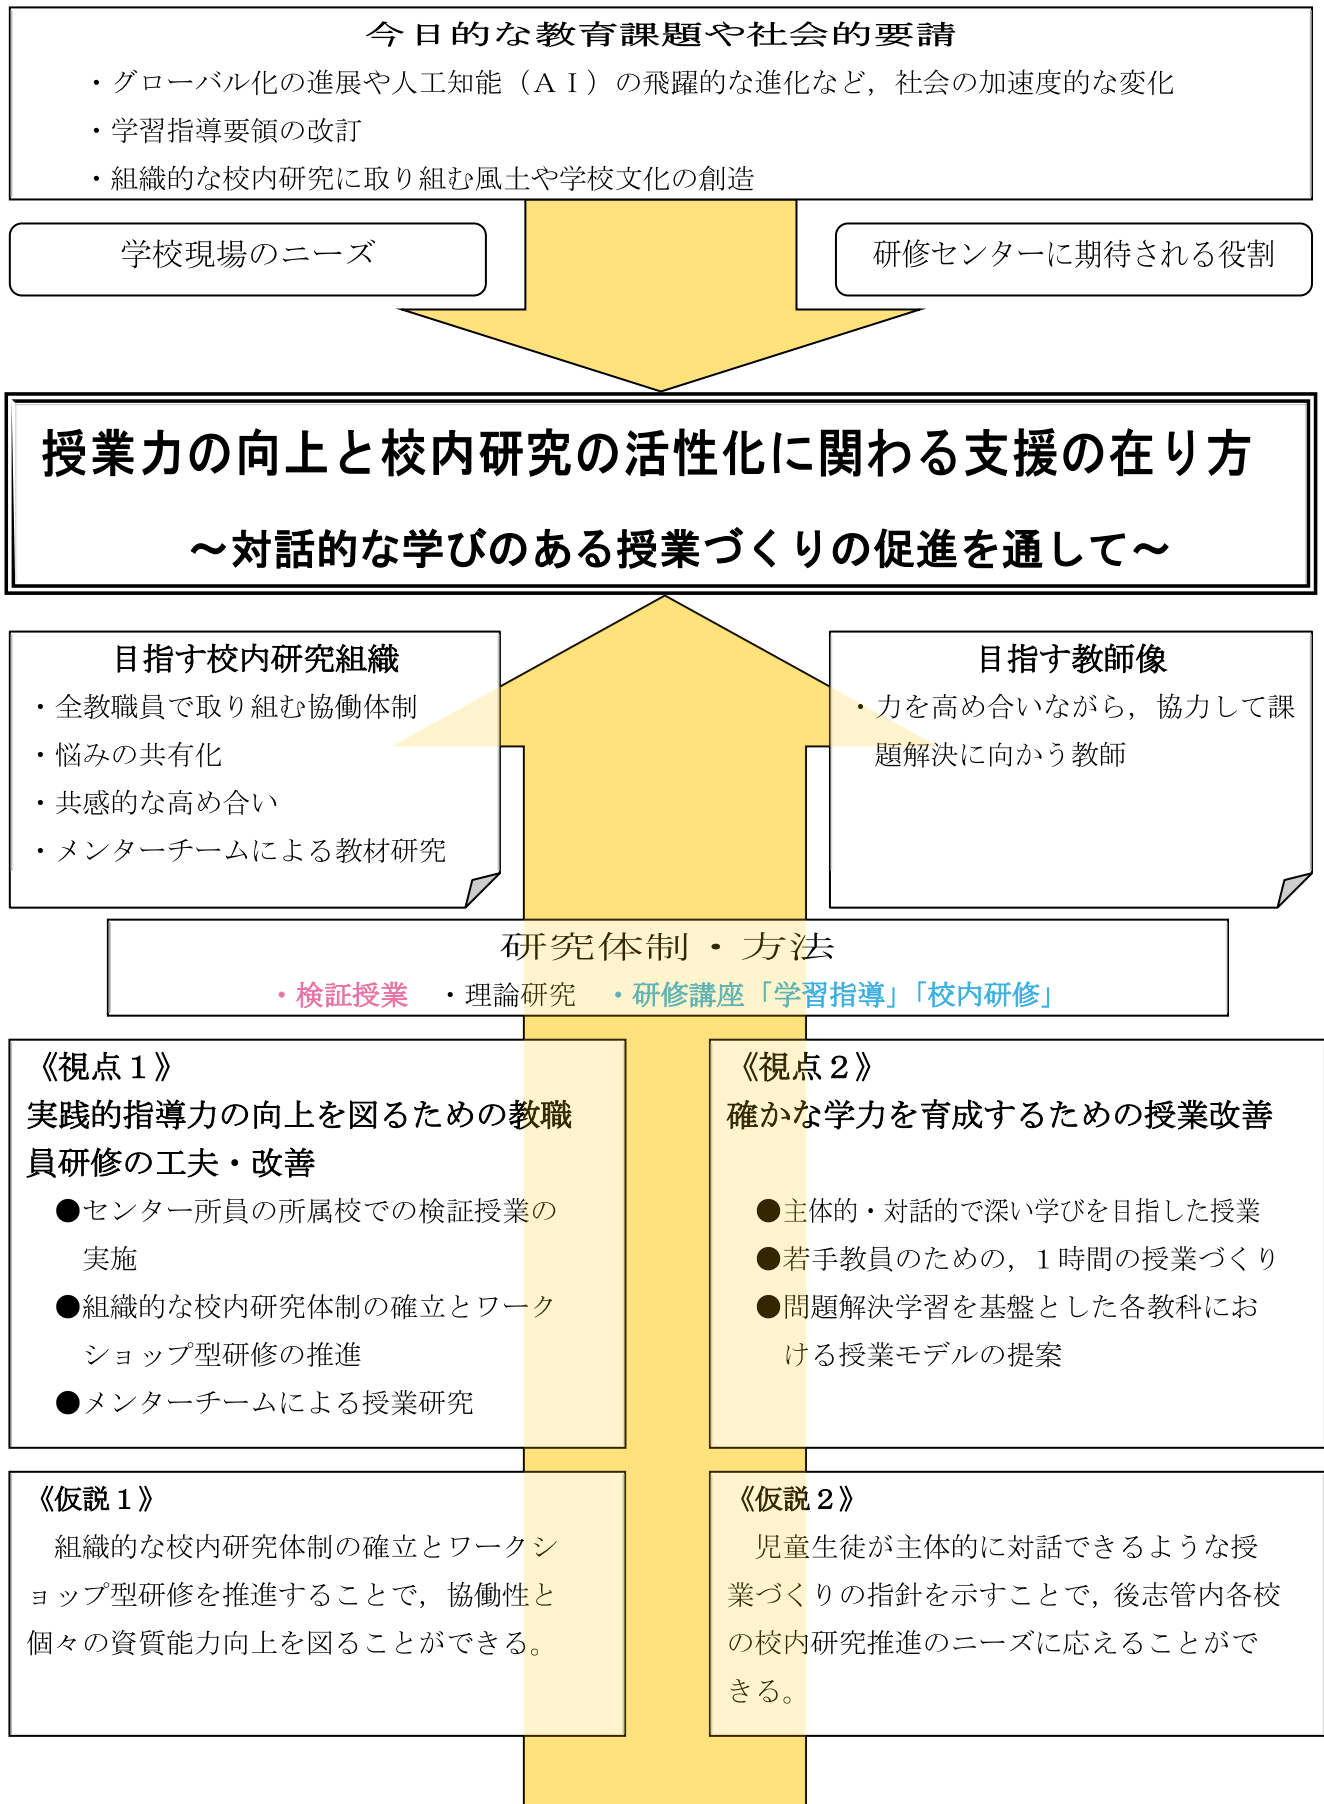 今日的な教育課題や社会的要請
・グローバル化の進展や人工知能（ＡＩ）の飛躍的な進化など，社会の加速度的な変化
・学習指導要領の改訂
・組織的な校内研究に取り組む風土や学校文化の創造
学校現場のニーズ
研修センターに期待される役割
授業力の向上と校内研究の活性化に関わる支援の在り方
～対話的な学びのある授業づくりの促進を通して～
目指す校内研究組織
・全教職員で取り組む協働体制
・悩みの共有化
・共感的な高め合い
・メンターチームによる教材研究
目指す教師像
・力を高め合いながら，協力して課
題解決に向かう教師
研究体制・方法
・検証授業　・理論研究　・研修講座「学習指導」「校内研修」
《視点１》
実践的指導力の向上を図るための教職
員研修の工夫・改善
●センター所員の所属校での検証授業の
実施
●組織的な校内研究体制の確立とワーク
ショップ型研修の推進
●メンターチームによる授業研究
《視点２》
確かな学力を育成するための授業改善
●主体的・対話的で深い学びを目指した授業
●若手教員のための，１時間の授業づくり
●問題解決学習を基盤とした各教科にお
ける授業モデルの提案
《仮説１》
組織的な校内研究体制の確立とワークシ
ョップ型研修を推進することで，協働性と
個々の資質能力向上を図ることができる。
《仮説２》
児童生徒が主体的に対話できるような授
業づくりの指針を示すことで，後志管内各校
の校内研究推進のニーズに応えることがで
きる。